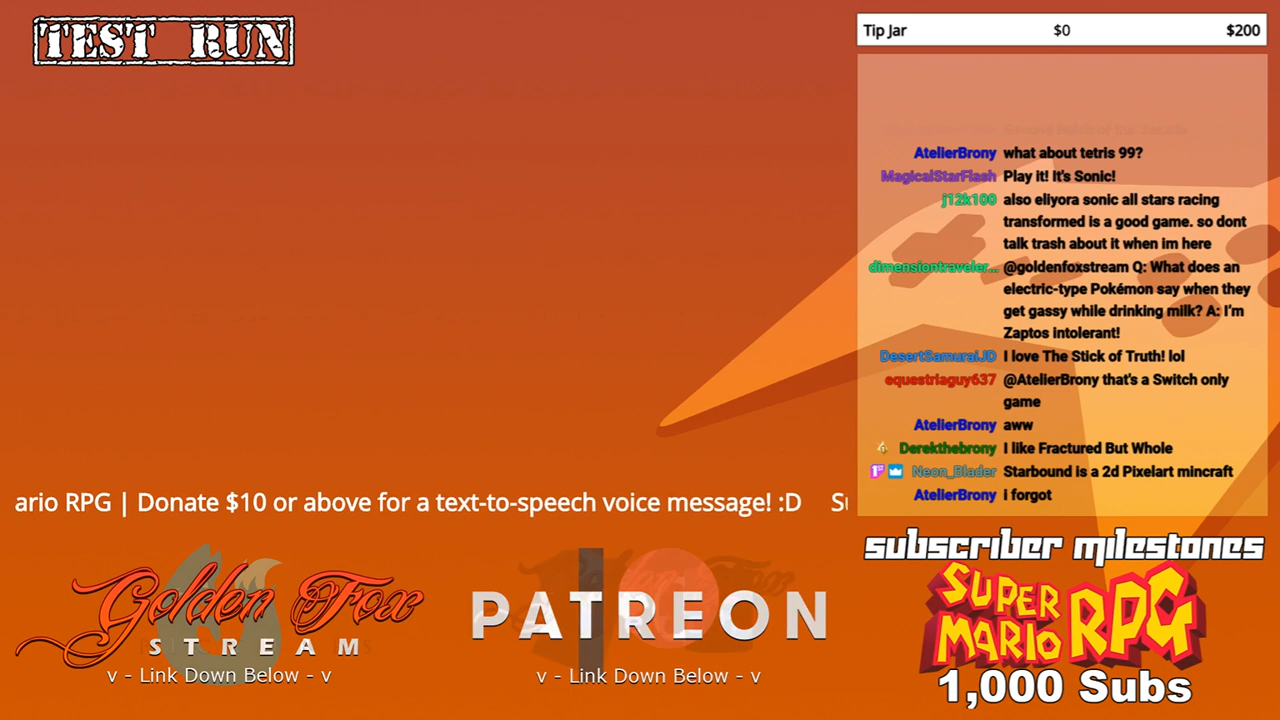 TEST RUN
Tip Jar $0 $200
AtelierBrony what about tetris 99?
MagicalStarFlash Play it! It's Sonic!
j12k100 also eliyora sonic all stars racing
transformed is a good game. so dont
talk trash about it when im here
dimensiontraveler... @goldenfoxstream Q: What does an
electric-type Pokémon say when they
get gassy while drinking milk? A: I'm
Zaptos intolerant!
DesertSamuraiJD I love The Stick of Truth! lol
equestriaguy637 @AtelierBrony that's a Switch only
game
AtelierBrony aww
Derekthebrony I like Fractured But Whole
Neon_Blader Starbound is a 2d Pixelart mincraft
AtelierBrony i forgot
ario RPG | Donate $10 or above for a text-to-speech voice message! :D
subscriber milestones
SUPER
MARIO RPG
1,000 Subs
Golden Fox
STREAM
v - Link Down Below - v
PATREON
v - Link Down Below - v